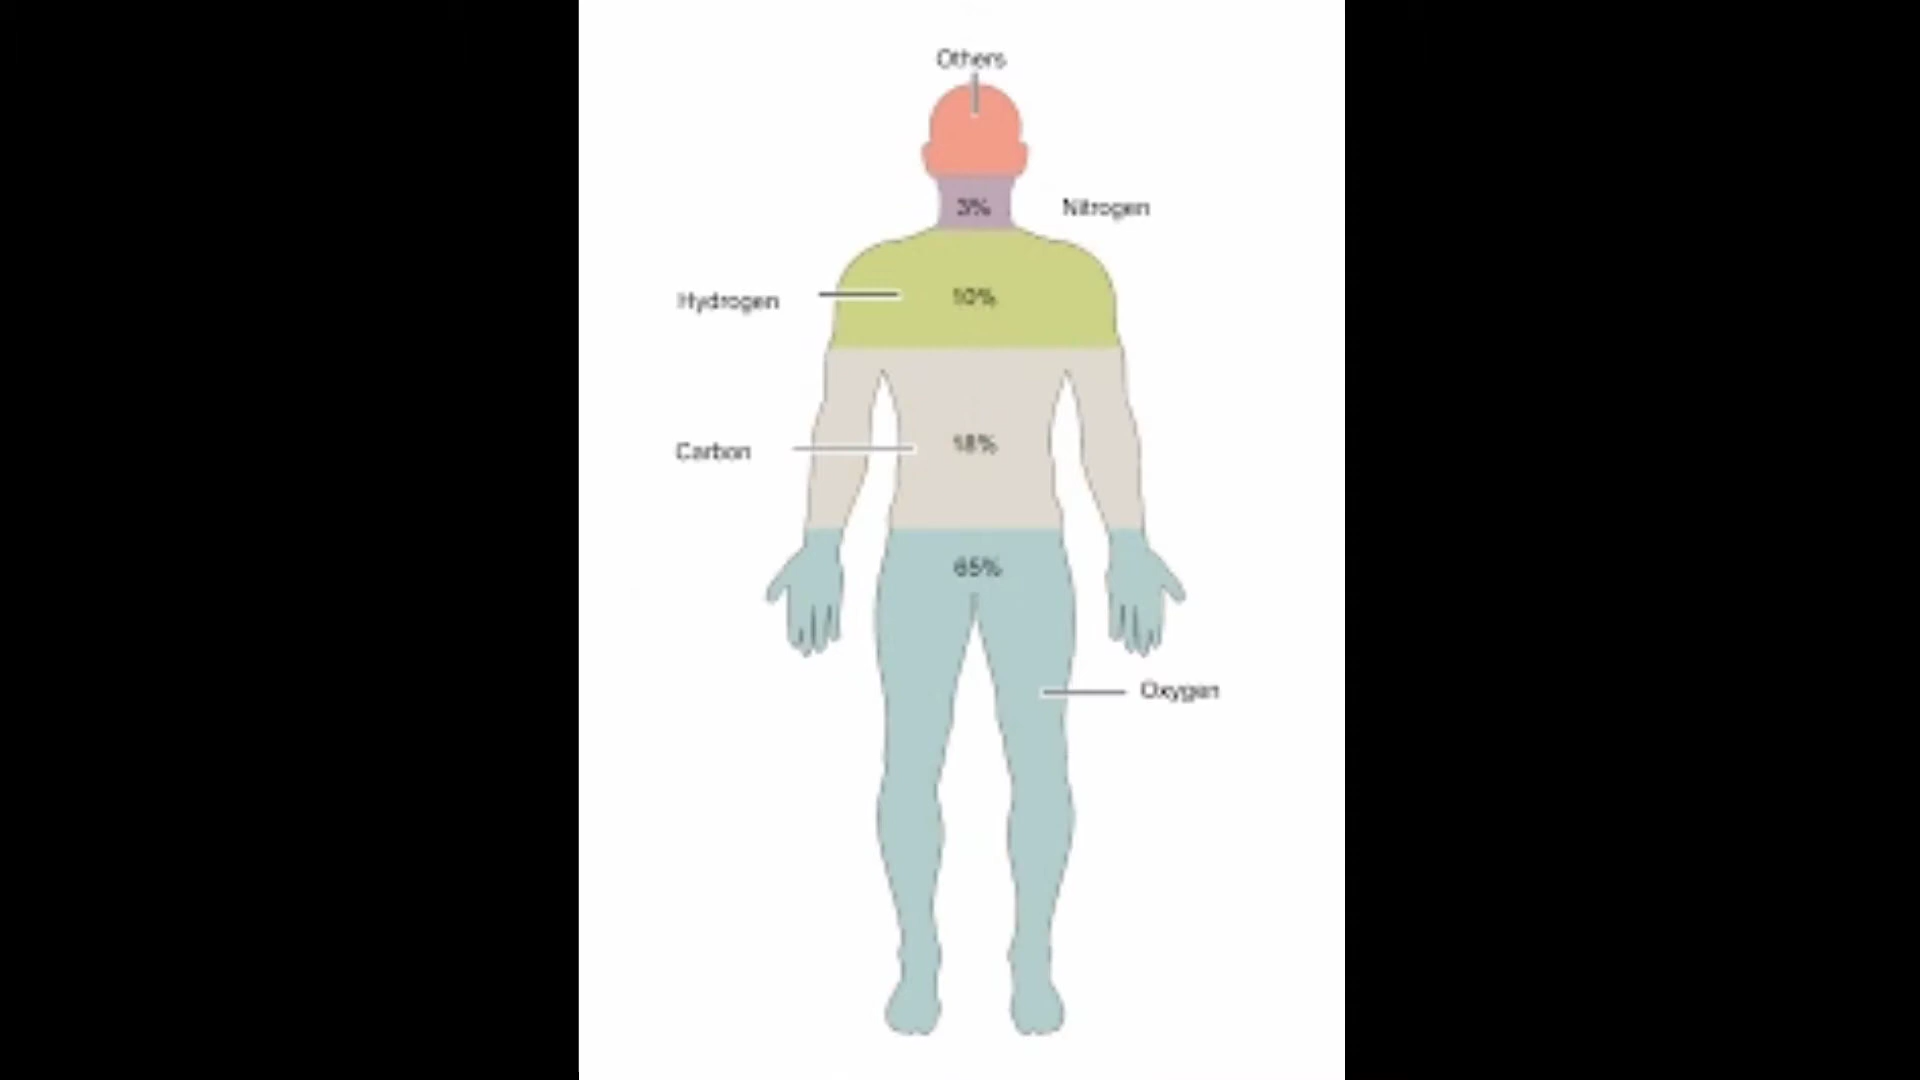 Others
3%
Nitrogen
Hydrogen
10%
Carbon
18%
65%
Oxygen